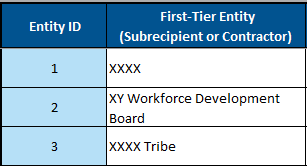 Entity ID
First-Tier Entity
(Subrecipient or Contractor)
1
XXXX
2
XY Workforce Development
Board
3
XXXX Tribe